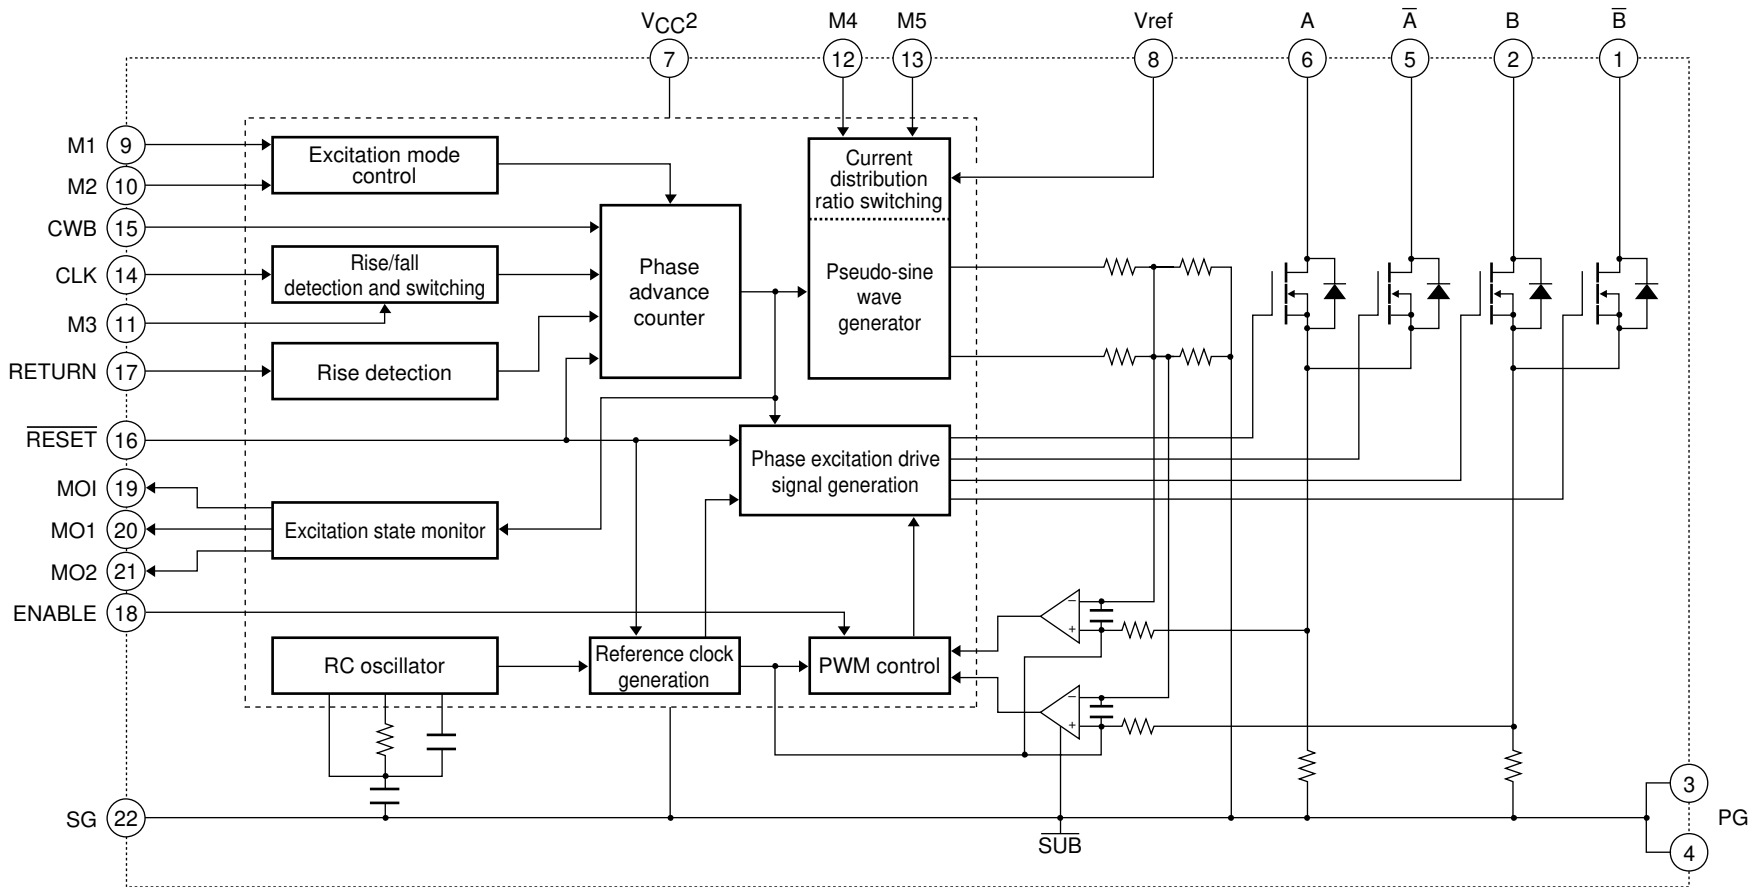 VCC2
M4
M5
Vref
A
A̅
B
B̅
7
12
13
8
6
5
2
1
M1 9
M2 10
CWB 15
CLK 14
M3 11
RETURN 17
R̅E̅S̅E̅T̅ 16
MOI 19
MO1 20
MO2 21
ENABLE 18
SG 22
Excitation mode
control
Rise/fall
detection and switching
Rise detection
Phase
advance
counter
Current
distribution
ratio switching
Pseudo-sine
wave
generator
Phase excitation drive
signal generation
Excitation state monitor
RC oscillator
Reference clock
generation
PWM control
−
+
−
+
S̅U̅B̅
3
PG
4